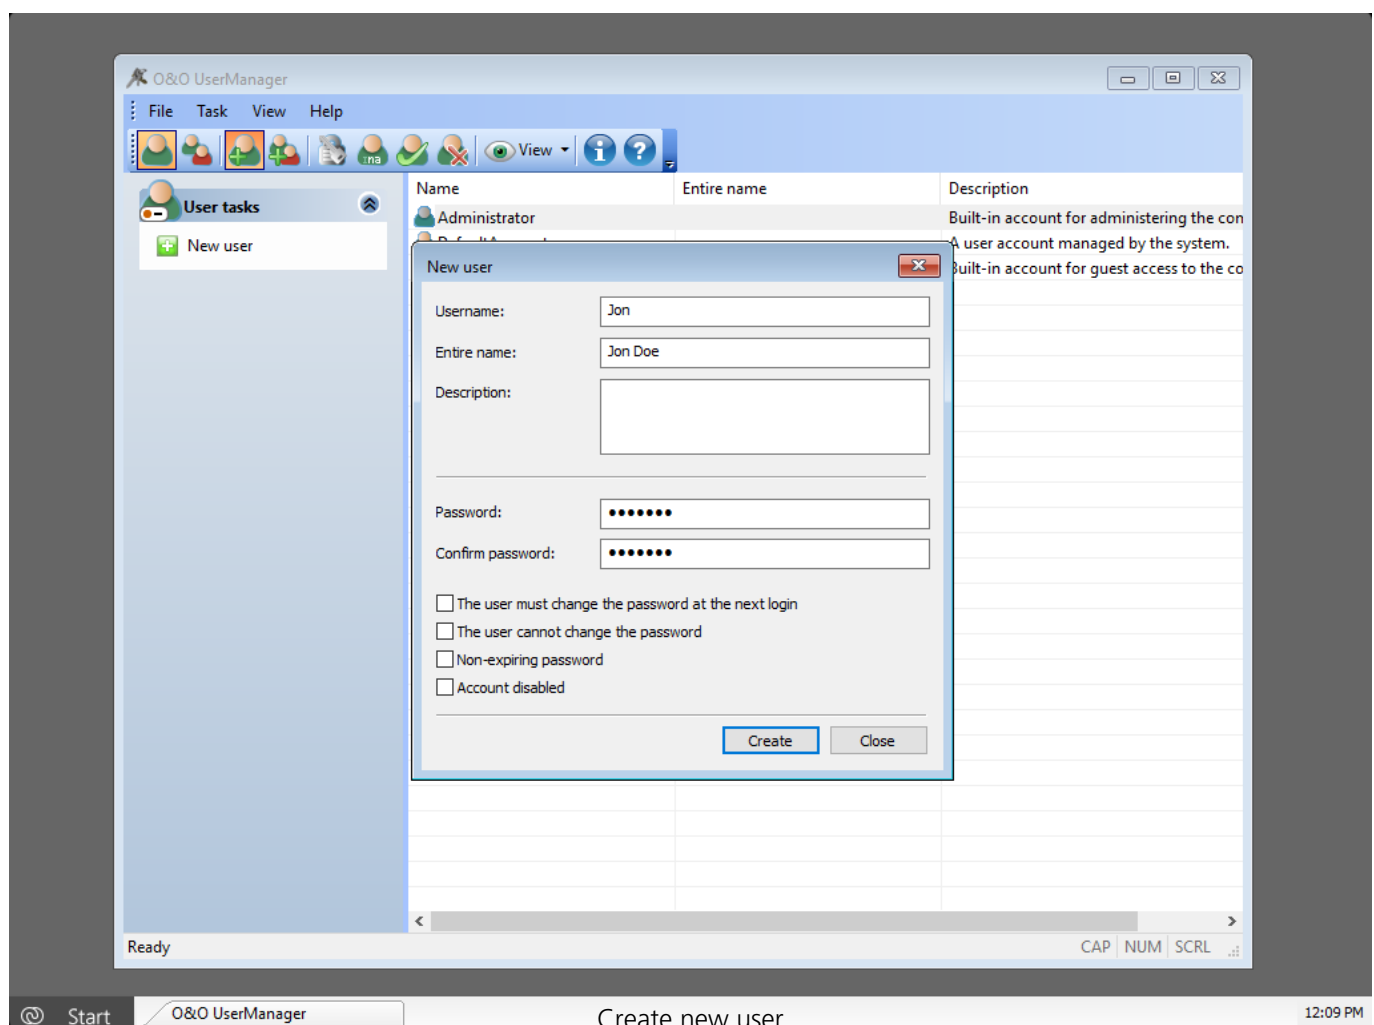 O&O UserManager
File Task View Help
:na
View
Name Entire name Description
User tasks
New user
Administrator Built-in account for administering the con
A user account managed by the system.
Built-in account for guest access to the co
New user
Username: Jon
Entire name: Jon Doe
Description:
Password: •••••••
Confirm password: •••••••
The user must change the password at the next login
The user cannot change the password
Non-expiring password
Account disabled
Create Close
Ready CAP NUM SCRL
Start O&O UserManager Create new user 12:09 PM